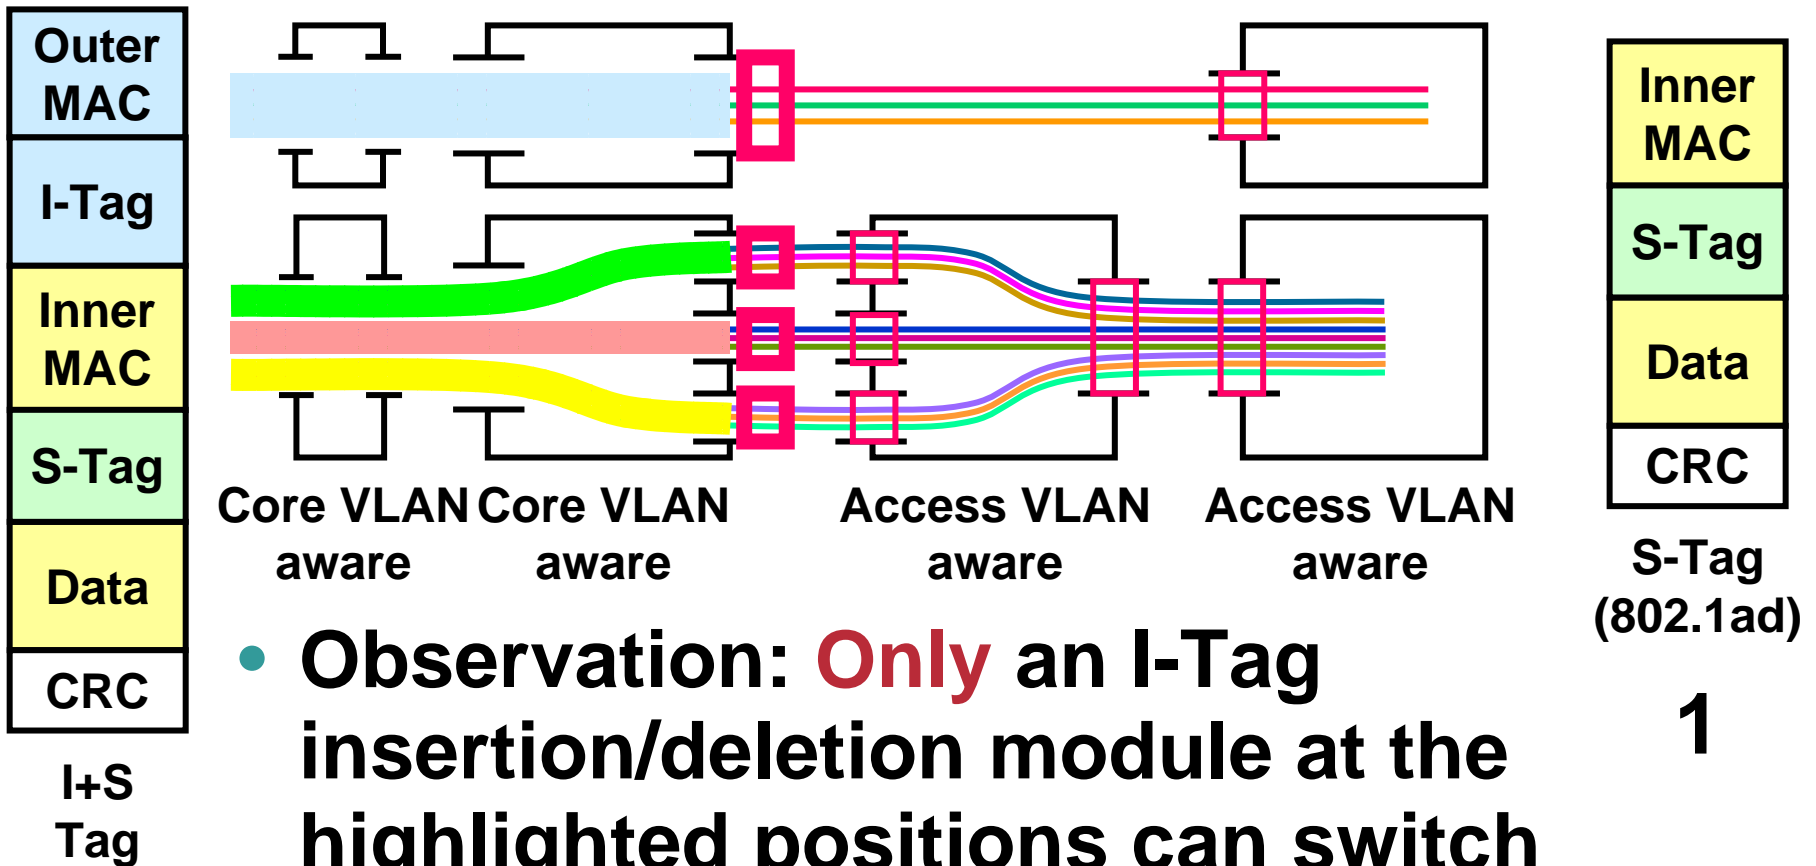 Outer
MAC
I-Tag
Inner
MAC
S-Tag
Data
CRC
I+S
Tag
Core VLAN
aware
Core VLAN
aware
Access VLAN
aware
Access VLAN
aware
Inner
MAC
S-Tag
Data
CRC
S-Tag
(802.1ad)
1
• Observation: Only an I-Tag
insertion/deletion module at the
highlighted positions can switch